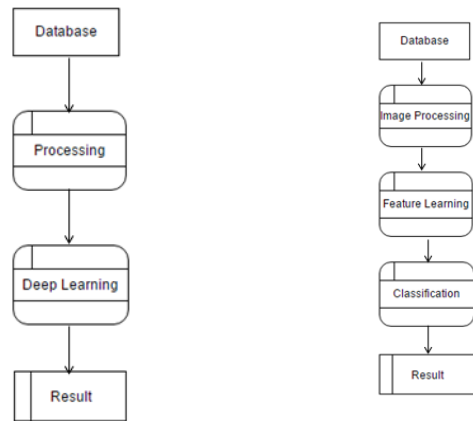 Database
Processing
Deep Learning
Result
Database
Image Processing
Feature Learning
Classification
Result